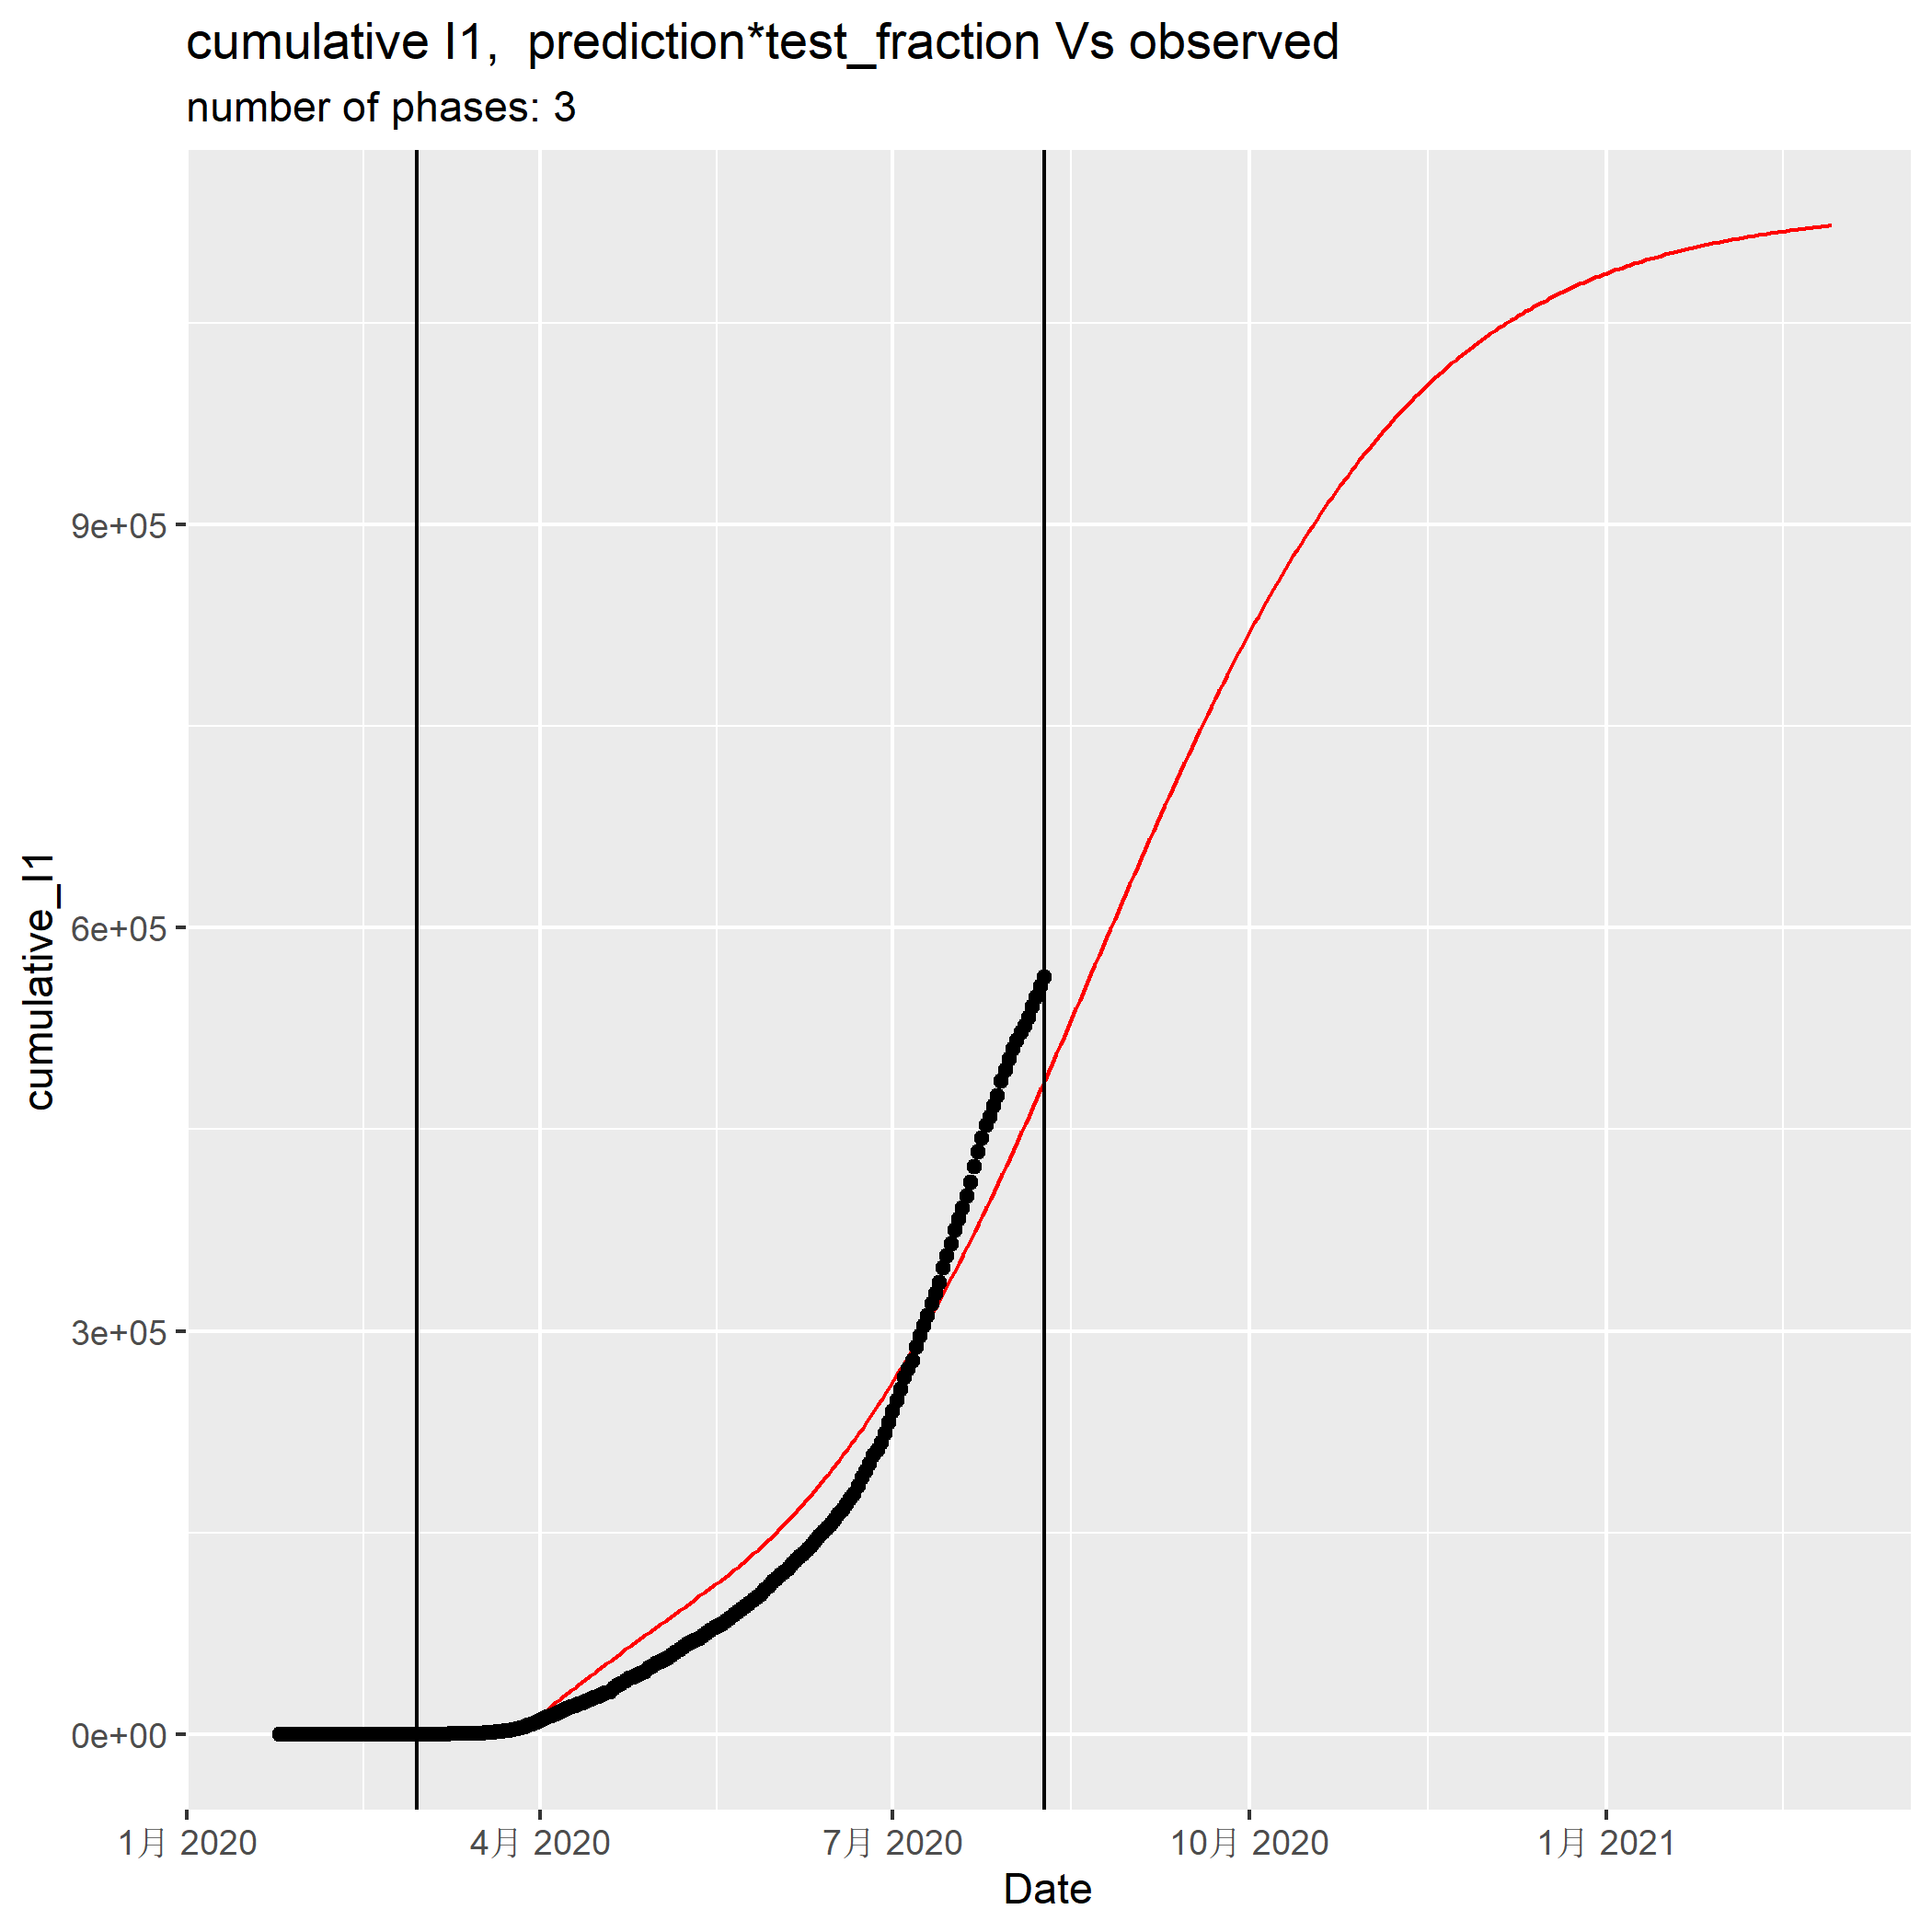 cumulative I1,  prediction*test_fraction Vs observed
number of phases: 3
cumulative_I1
9e+05
6e+05
3e+05
0e+00
1月 2020
4月 2020
7月 2020
10月 2020
1月 2021
Date